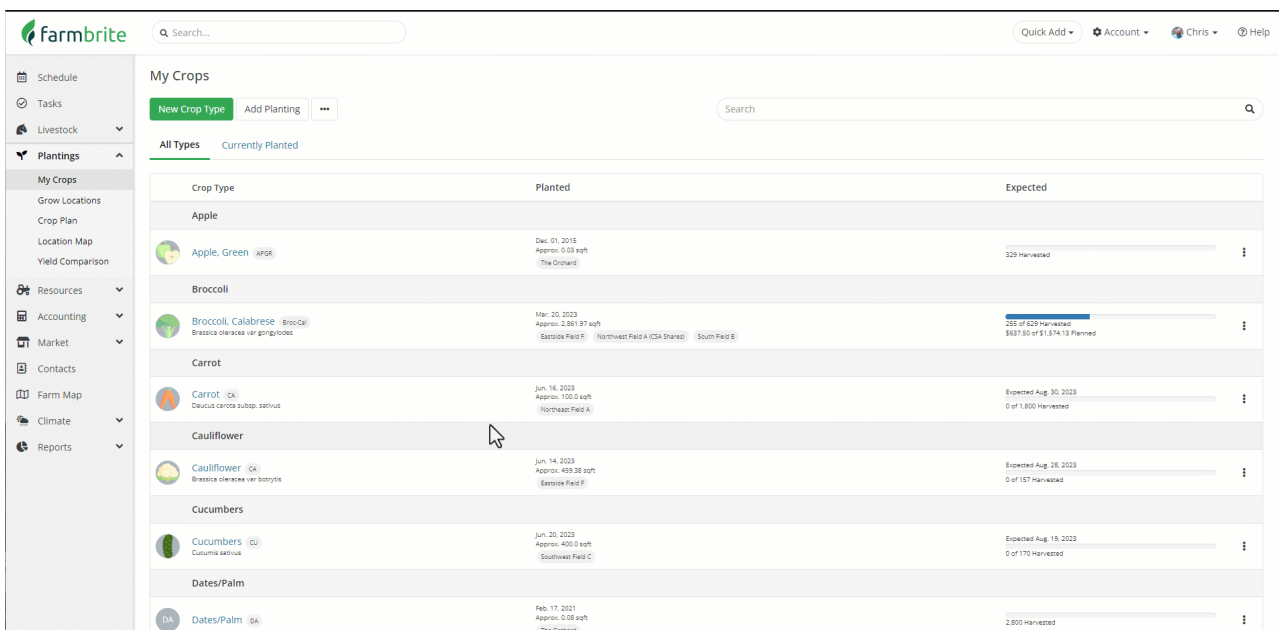 farmbrite
Search...
Quick Add
Account
Chris
Help
Schedule
Tasks
Livestock
Plantings
My Crops
Grow Locations
Crop Plan
Location Map
Yield Comparison
Resources
Accounting
Market
Contacts
Farm Map
Climate
Reports
My Crops
New Crop Type Add Planting
Search
All Types Currently Planted
Crop Type Planted Expected
Apple
Apple, Green APGR
Dec. 01, 2015
Approx. 0.03 sqft
The Orchard
329 Harvested
Broccoli
Broccoli, Calabrese Broc-Cal
Brassica oleracea var gongylodes
Mar. 20, 2023
Approx. 2,861.97 sqft
Eastside Field F Northwest Field A (CSA Shares) South Field B
255 of 629 Harvested
$637.50 of $1,574.13 Planned
Carrot
Carrot CA
Daucus carota subsp. sativus
Jun. 16, 2023
Approx. 100.0 sqft
Northeast Field A
Expected Aug. 30, 2023
0 of 1,800 Harvested
Cauliflower
Cauliflower CA
Brassica oleracea var botrytis
Jun. 14, 2023
Approx. 459.38 sqft
Eastside Field F
Expected Aug. 28, 2023
0 of 157 Harvested
Cucumbers
Cucumbers CU
Cucumis sativus
Jun. 20, 2023
Approx. 400.0 sqft
Southwest Field C
Expected Aug. 19, 2023
0 of 170 Harvested
Dates/Palm
DA
Dates/Palm DA
Feb. 17, 2021
Approx. 0.08 sqft
The Orchard
2,800 Harvested